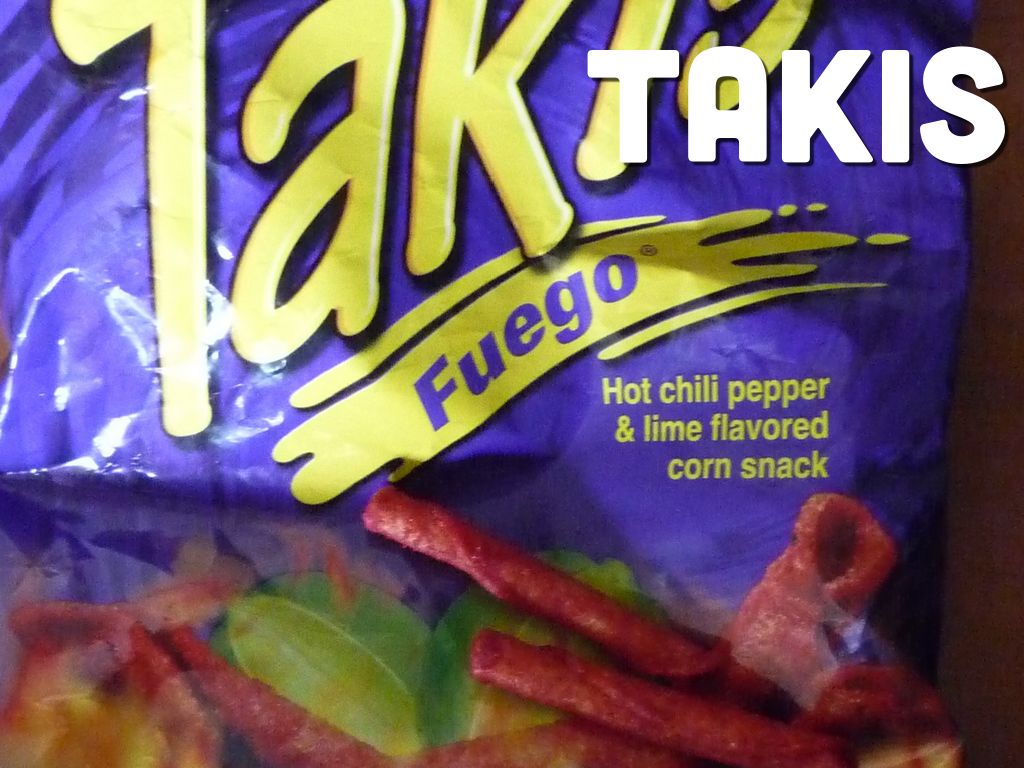 Takis
TAKIS
Fuego®
Hot chili pepper
& lime flavored
corn snack